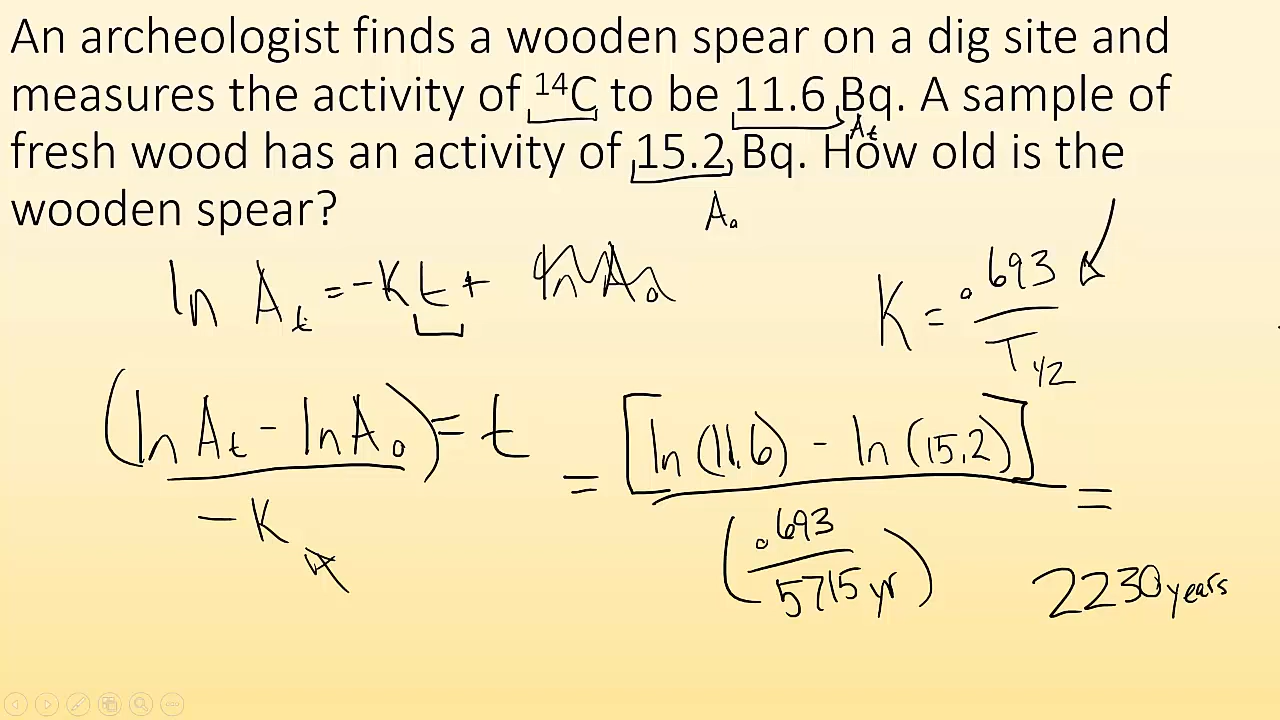 An archeologist finds a wooden spear on a dig site and
measures the activity of ¹⁴C to be 11.6 Bq. A sample of
fresh wood has an activity of 15.2 Bq. How old is the
wooden spear?
At
A₀
ln At = -Kt + ln A₀
K = .693 / T 1/2
(ln At - ln A₀) / -K = t = [ln (11.6) - ln (15.2)] / (.693 / 5715 yr) =
2230 years